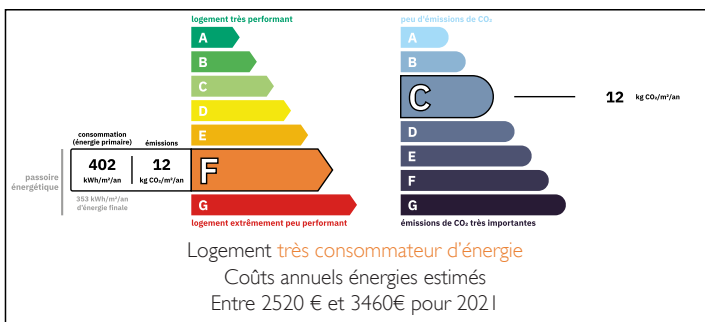 logement très performant
A
B
C
D
E
consommation
(énergie primaire)
émissions
402
12
kWh/m²/an
kg CO₂/m²/an
F
passoire
énergétique
353 kWh/m²/an
d'énergie finale
G
logement extrêmement peu performant
peu d'émissions de CO₂
A
B
C
12 kg CO₂/m²/an
D
E
F
G
émissions de CO₂ très importantes
Logement très consommateur d'énergie
Coûts annuels énergies estimés
Entre 2520 € et 3460€ pour 2021